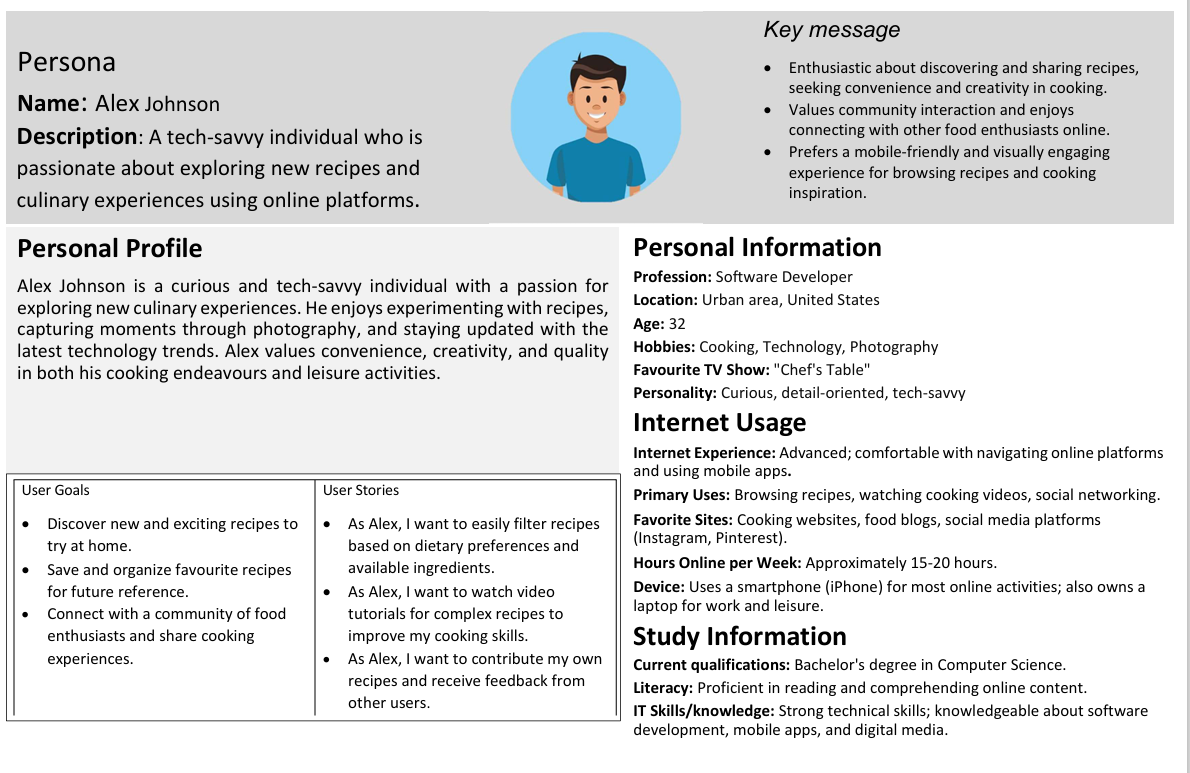 Persona
Name: Alex Johnson
Description: A tech-savvy individual who is
passionate about exploring new recipes and
culinary experiences using online platforms.
Key message
• Enthusiastic about discovering and sharing recipes,
seeking convenience and creativity in cooking.
• Values community interaction and enjoys
connecting with other food enthusiasts online.
• Prefers a mobile-friendly and visually engaging
experience for browsing recipes and cooking
inspiration.
Personal Profile
Alex Johnson is a curious and tech-savvy individual with a passion for
exploring new culinary experiences. He enjoys experimenting with recipes,
capturing moments through photography, and staying updated with the
latest technology trends. Alex values convenience, creativity, and quality
in both his cooking endeavours and leisure activities.
User Goals
• Discover new and exciting recipes to
try at home.
• Save and organize favourite recipes
for future reference.
• Connect with a community of food
enthusiasts and share cooking
experiences.
User Stories
• As Alex, I want to easily filter recipes
based on dietary preferences and
available ingredients.
• As Alex, I want to watch video
tutorials for complex recipes to
improve my cooking skills.
• As Alex, I want to contribute my own
recipes and receive feedback from
other users.
Personal Information
Profession: Software Developer
Location: Urban area, United States
Age: 32
Hobbies: Cooking, Technology, Photography
Favourite TV Show: "Chef's Table"
Personality: Curious, detail-oriented, tech-savvy
Internet Usage
Internet Experience: Advanced; comfortable with navigating online platforms
and using mobile apps.
Primary Uses: Browsing recipes, watching cooking videos, social networking.
Favorite Sites: Cooking websites, food blogs, social media platforms
(Instagram, Pinterest).
Hours Online per Week: Approximately 15-20 hours.
Device: Uses a smartphone (iPhone) for most online activities; also owns a
laptop for work and leisure.
Study Information
Current qualifications: Bachelor's degree in Computer Science.
Literacy: Proficient in reading and comprehending online content.
IT Skills/knowledge: Strong technical skills; knowledgeable about software
development, mobile apps, and digital media.